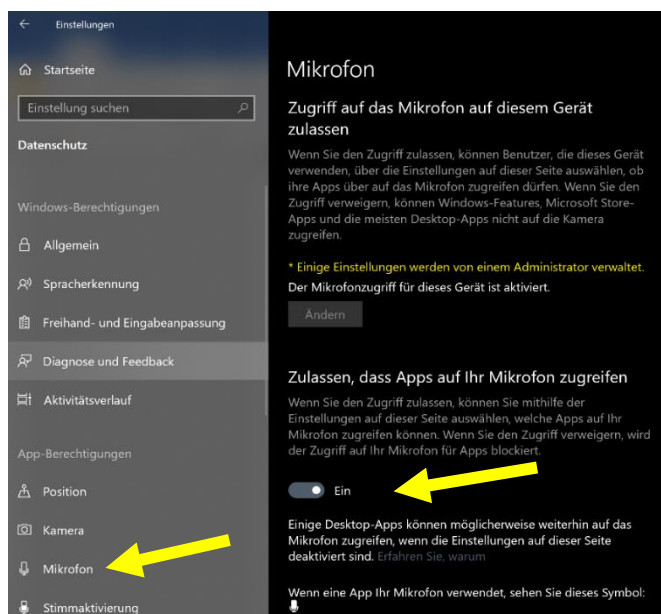 Einstellungen
Startseite
Einstellung suchen
Datenschutz
Windows-Berechtigungen
Allgemein
Spracherkennung
Freihand- und Eingabeanpassung
Diagnose und Feedback
Aktivitätsverlauf
App-Berechtigungen
Position
Kamera
Mikrofon
Stimmaktivierung
Mikrofon
Zugriff auf das Mikrofon auf diesem Gerät
zulassen
Wenn Sie den Zugriff zulassen, können Benutzer, die dieses Gerät
verwenden, über die Einstellungen auf dieser Seite auswählen, ob
ihre Apps über auf das Mikrofon zugreifen dürfen. Wenn Sie den
Zugriff verweigern, können Windows-Features, Microsoft Store-
Apps und die meisten Desktop-Apps nicht auf die Kamera
zugreifen.
* Einige Einstellungen werden von einem Administrator verwaltet.
Der Mikrofonzugriff für dieses Gerät ist aktiviert.
Ändern
Zulassen, dass Apps auf Ihr Mikrofon zugreifen
Wenn Sie den Zugriff zulassen, können Sie mithilfe der
Einstellungen auf dieser Seite auswählen, welche Apps auf Ihr
Mikrofon zugreifen können. Wenn Sie den Zugriff verweigern, wird
der Zugriff auf Ihr Mikrofon für Apps blockiert.
Ein
Einige Desktop-Apps können möglicherweise weiterhin auf das
Mikrofon zugreifen, wenn die Einstellungen auf dieser Seite
deaktiviert sind. Erfahren Sie, warum
Wenn eine App Ihr Mikrofon verwendet, sehen Sie dieses Symbol: